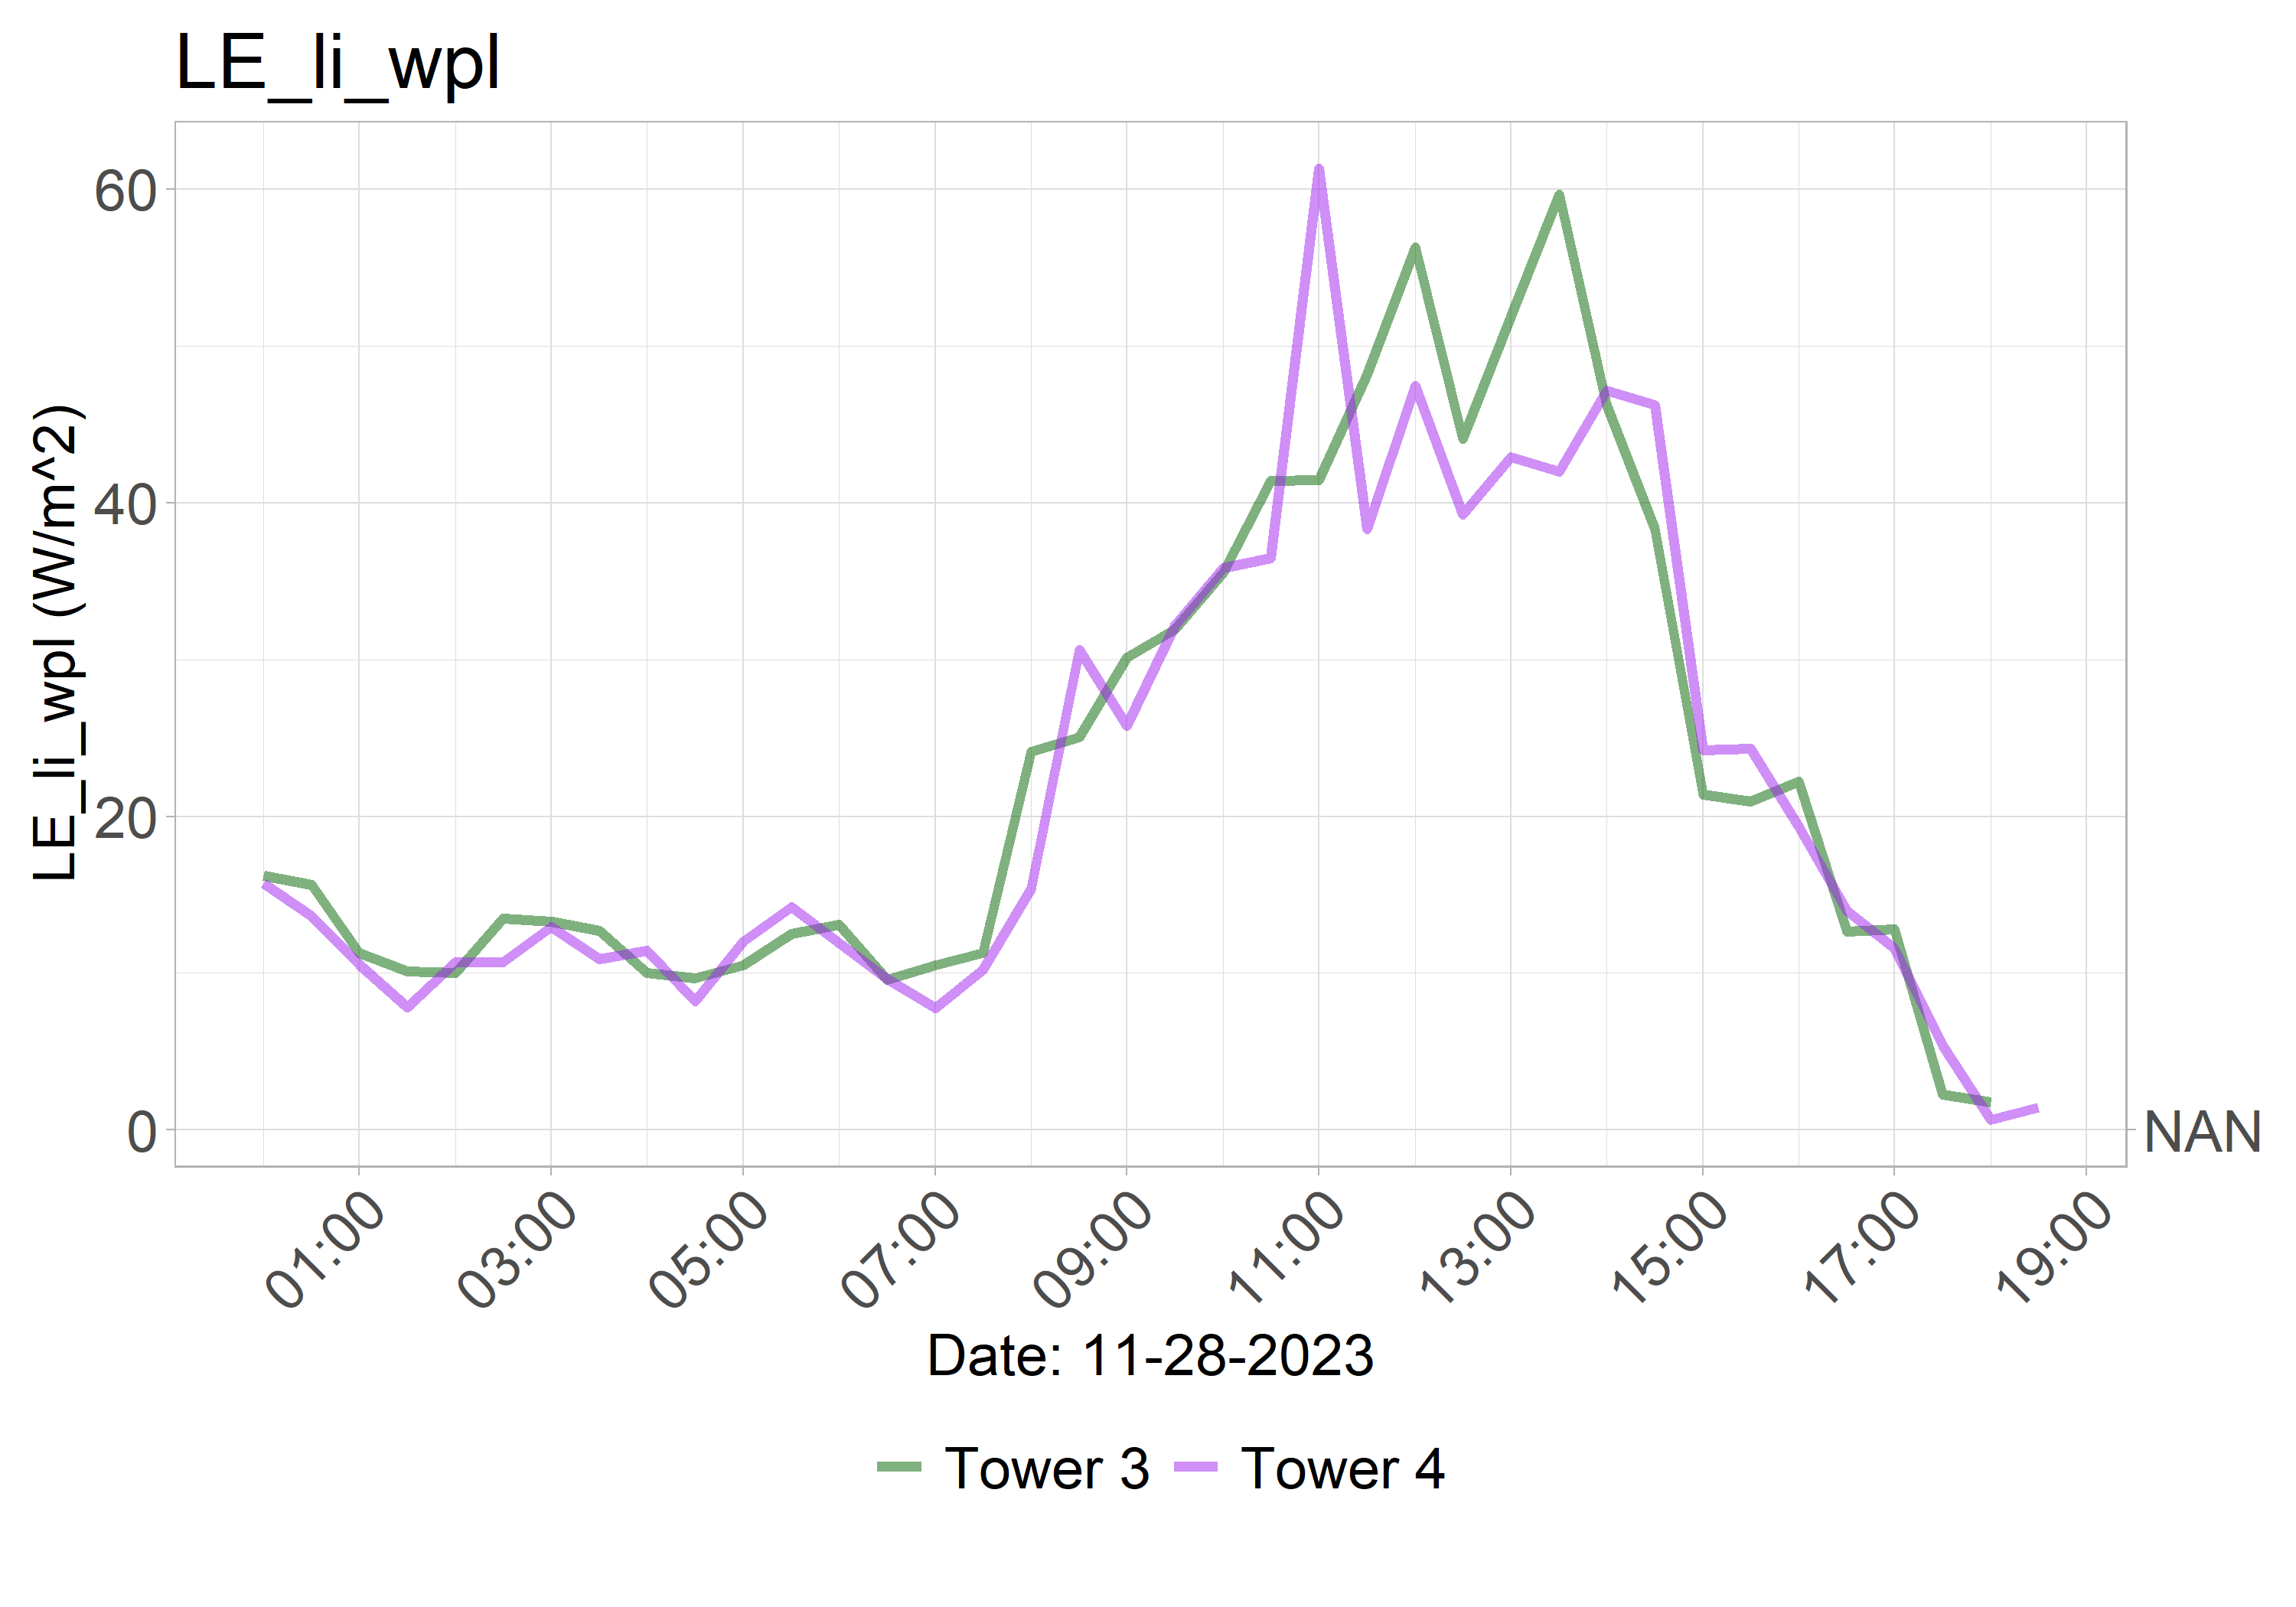 LE_li_wpl
LE_li_wpl (W/m^2)
60
40
20
0
NAN
01:00 03:00 05:00 07:00 09:00 11:00 13:00 15:00 17:00 19:00
Date: 11-28-2023
Tower 3 Tower 4